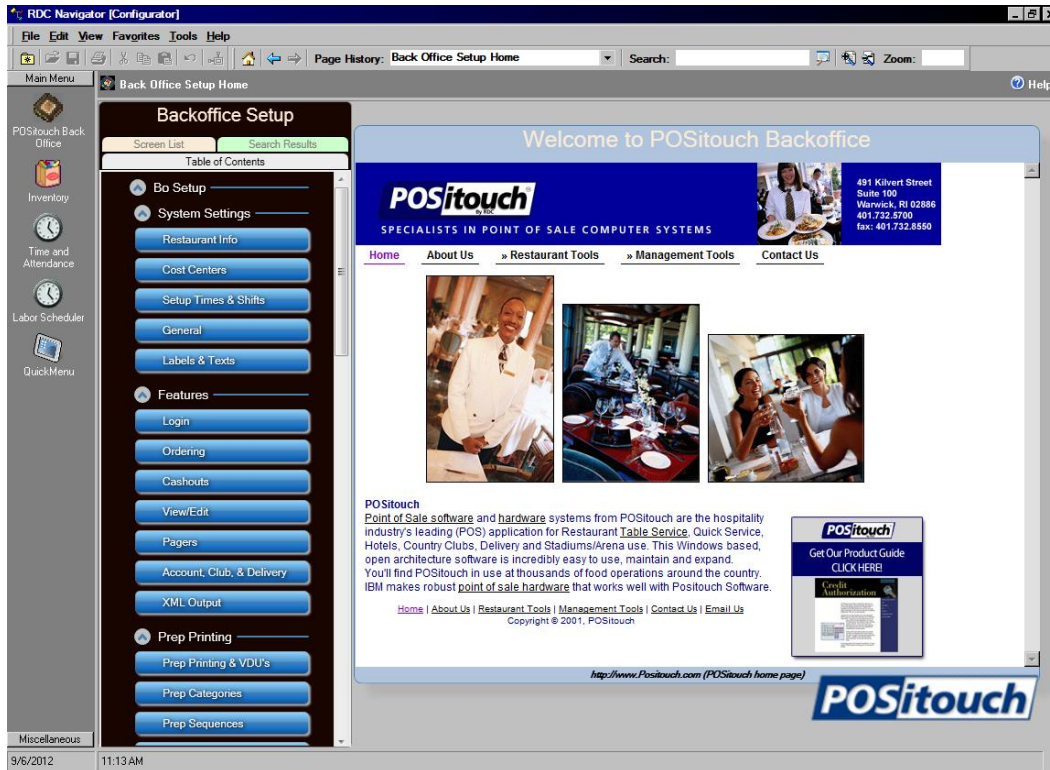 RDC Navigator [Configurator]
File Edit View Favorites Tools Help
Page History: Back Office Setup Home Search: Zoom:
Main Menu
Back Office Setup Home
Help
POSitouch Back
Office
Inventory
Time and
Attendance
Labor Scheduler
QuickMenu
Miscellaneous
Backoffice Setup
Screen List Search Results
Table of Contents
Bo Setup
System Settings
Restaurant Info
Cost Centers
Setup Times & Shifts
General
Labels & Texts
Features
Login
Ordering
Cashouts
View/Edit
Pagers
Account, Club, & Delivery
XML Output
Prep Printing
Prep Printing & VDU's
Prep Categories
Prep Sequences
Welcome to POSitouch Backoffice
POSitouch
By RDC
SPECIALISTS IN POINT OF SALE COMPUTER SYSTEMS
491 Kilvert Street
Suite 100
Warwick, RI 02886
401.732.5700
fax: 401.732.8550
Home About Us » Restaurant Tools » Management Tools Contact Us
POSitouch
Point of Sale software and hardware systems from POSitouch are the hospitality
industry's leading (POS) application for Restaurant Table Service, Quick Service,
Hotels, Country Clubs, Delivery and Stadiums/Arena use. This Windows based,
open architecture software is incredibly easy to use, maintain and expand.
You'll find POSitouch in use at thousands of food operations around the country.
IBM makes robust point of sale hardware that works well with Positouch Software.
Home | About Us | Restaurant Tools | Management Tools | Contact Us | Email Us
Copyright © 2001, POSitouch
POSitouch
Get Our Product Guide
CLICK HERE!
Credit
Authorization
http://www.Positouch.com (POSitouch home page)
POSitouch
9/6/2012 11:13 AM